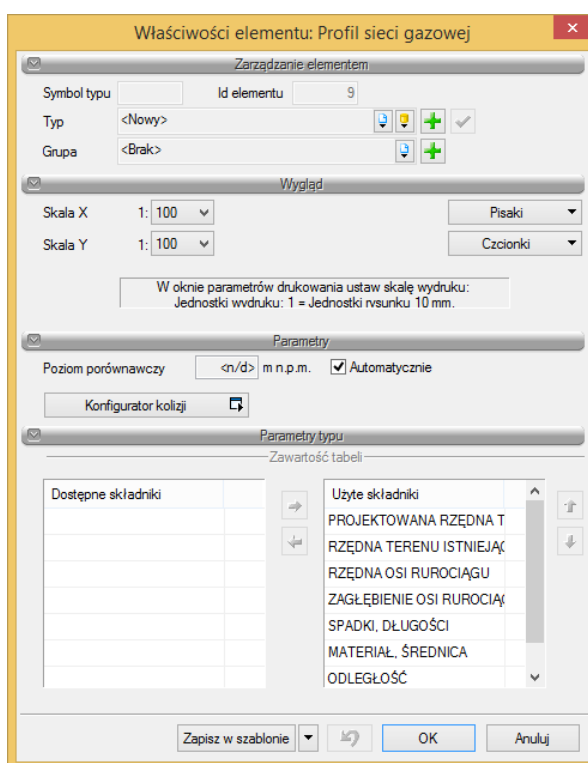 Właściwości elementu: Profil sieci gazowej
Zarządzanie elementem
Symbol typu Id elementu 9
Typ <Nowy>
Grupa <Brak>
Wygląd
Skala X 1: 100 Pisaki
Skala Y 1: 100 Czcionki
W oknie parametrów drukowania ustaw skalę wydruku:
Jednostki wydruku: 1 = Jednostki rysunku 10 mm.
Parametry
Poziom porównawczy <n/d> m n.p.m. Automatycznie
Konfigurator kolizji
Parametry typu
Zawartość tabeli
Dostępne składniki
Użyte składniki
PROJEKTOWANA RZĘDNA T
RZĘDNA TERENU ISTNIEJĄC
RZĘDNA OSI RUROCIĄGU
ZAGŁĘBIENIE OSI RUROCIĄG
SPADKI, DŁUGOŚCI
MATERIAŁ, ŚREDNICA
ODLEGŁOŚĆ
Zapisz w szablonie OK Anuluj